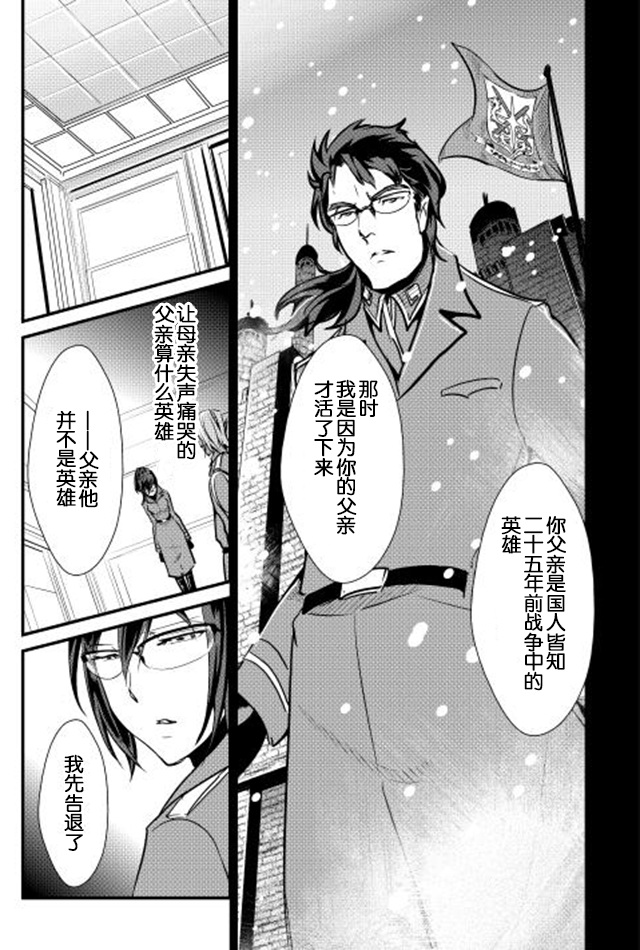 你父亲是国人皆知
二十五年前战争中的
英雄
那时
我是因为你的父亲
才活了下来
让母亲失声痛哭的
父亲算什么英雄
——父亲他
并不是英雄
我先告退了